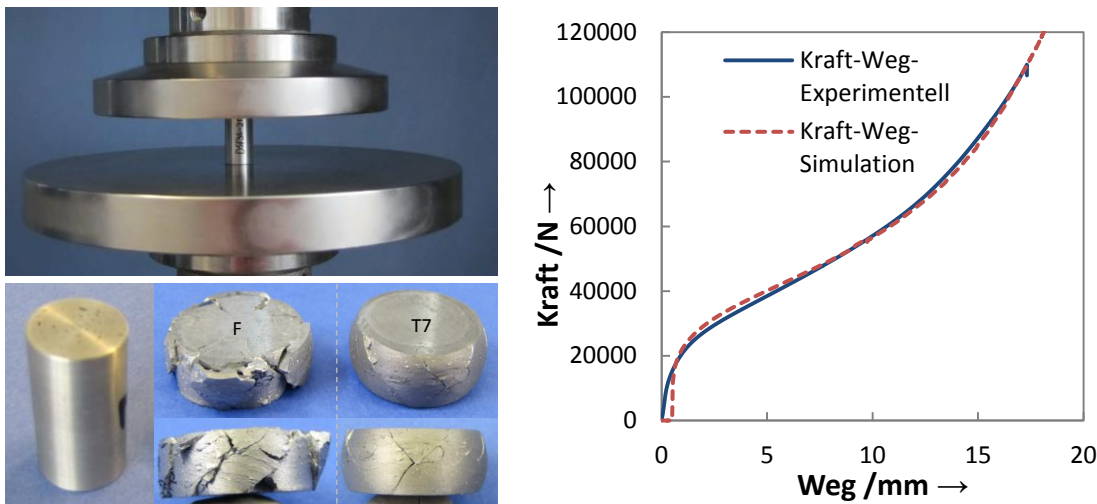 F
T7
120000
100000
80000
60000
40000
20000
0
Kraft /N →
Kraft-Weg-
Experimentell
Kraft-Weg-
Simulation
0 5 10 15 20
Weg /mm →